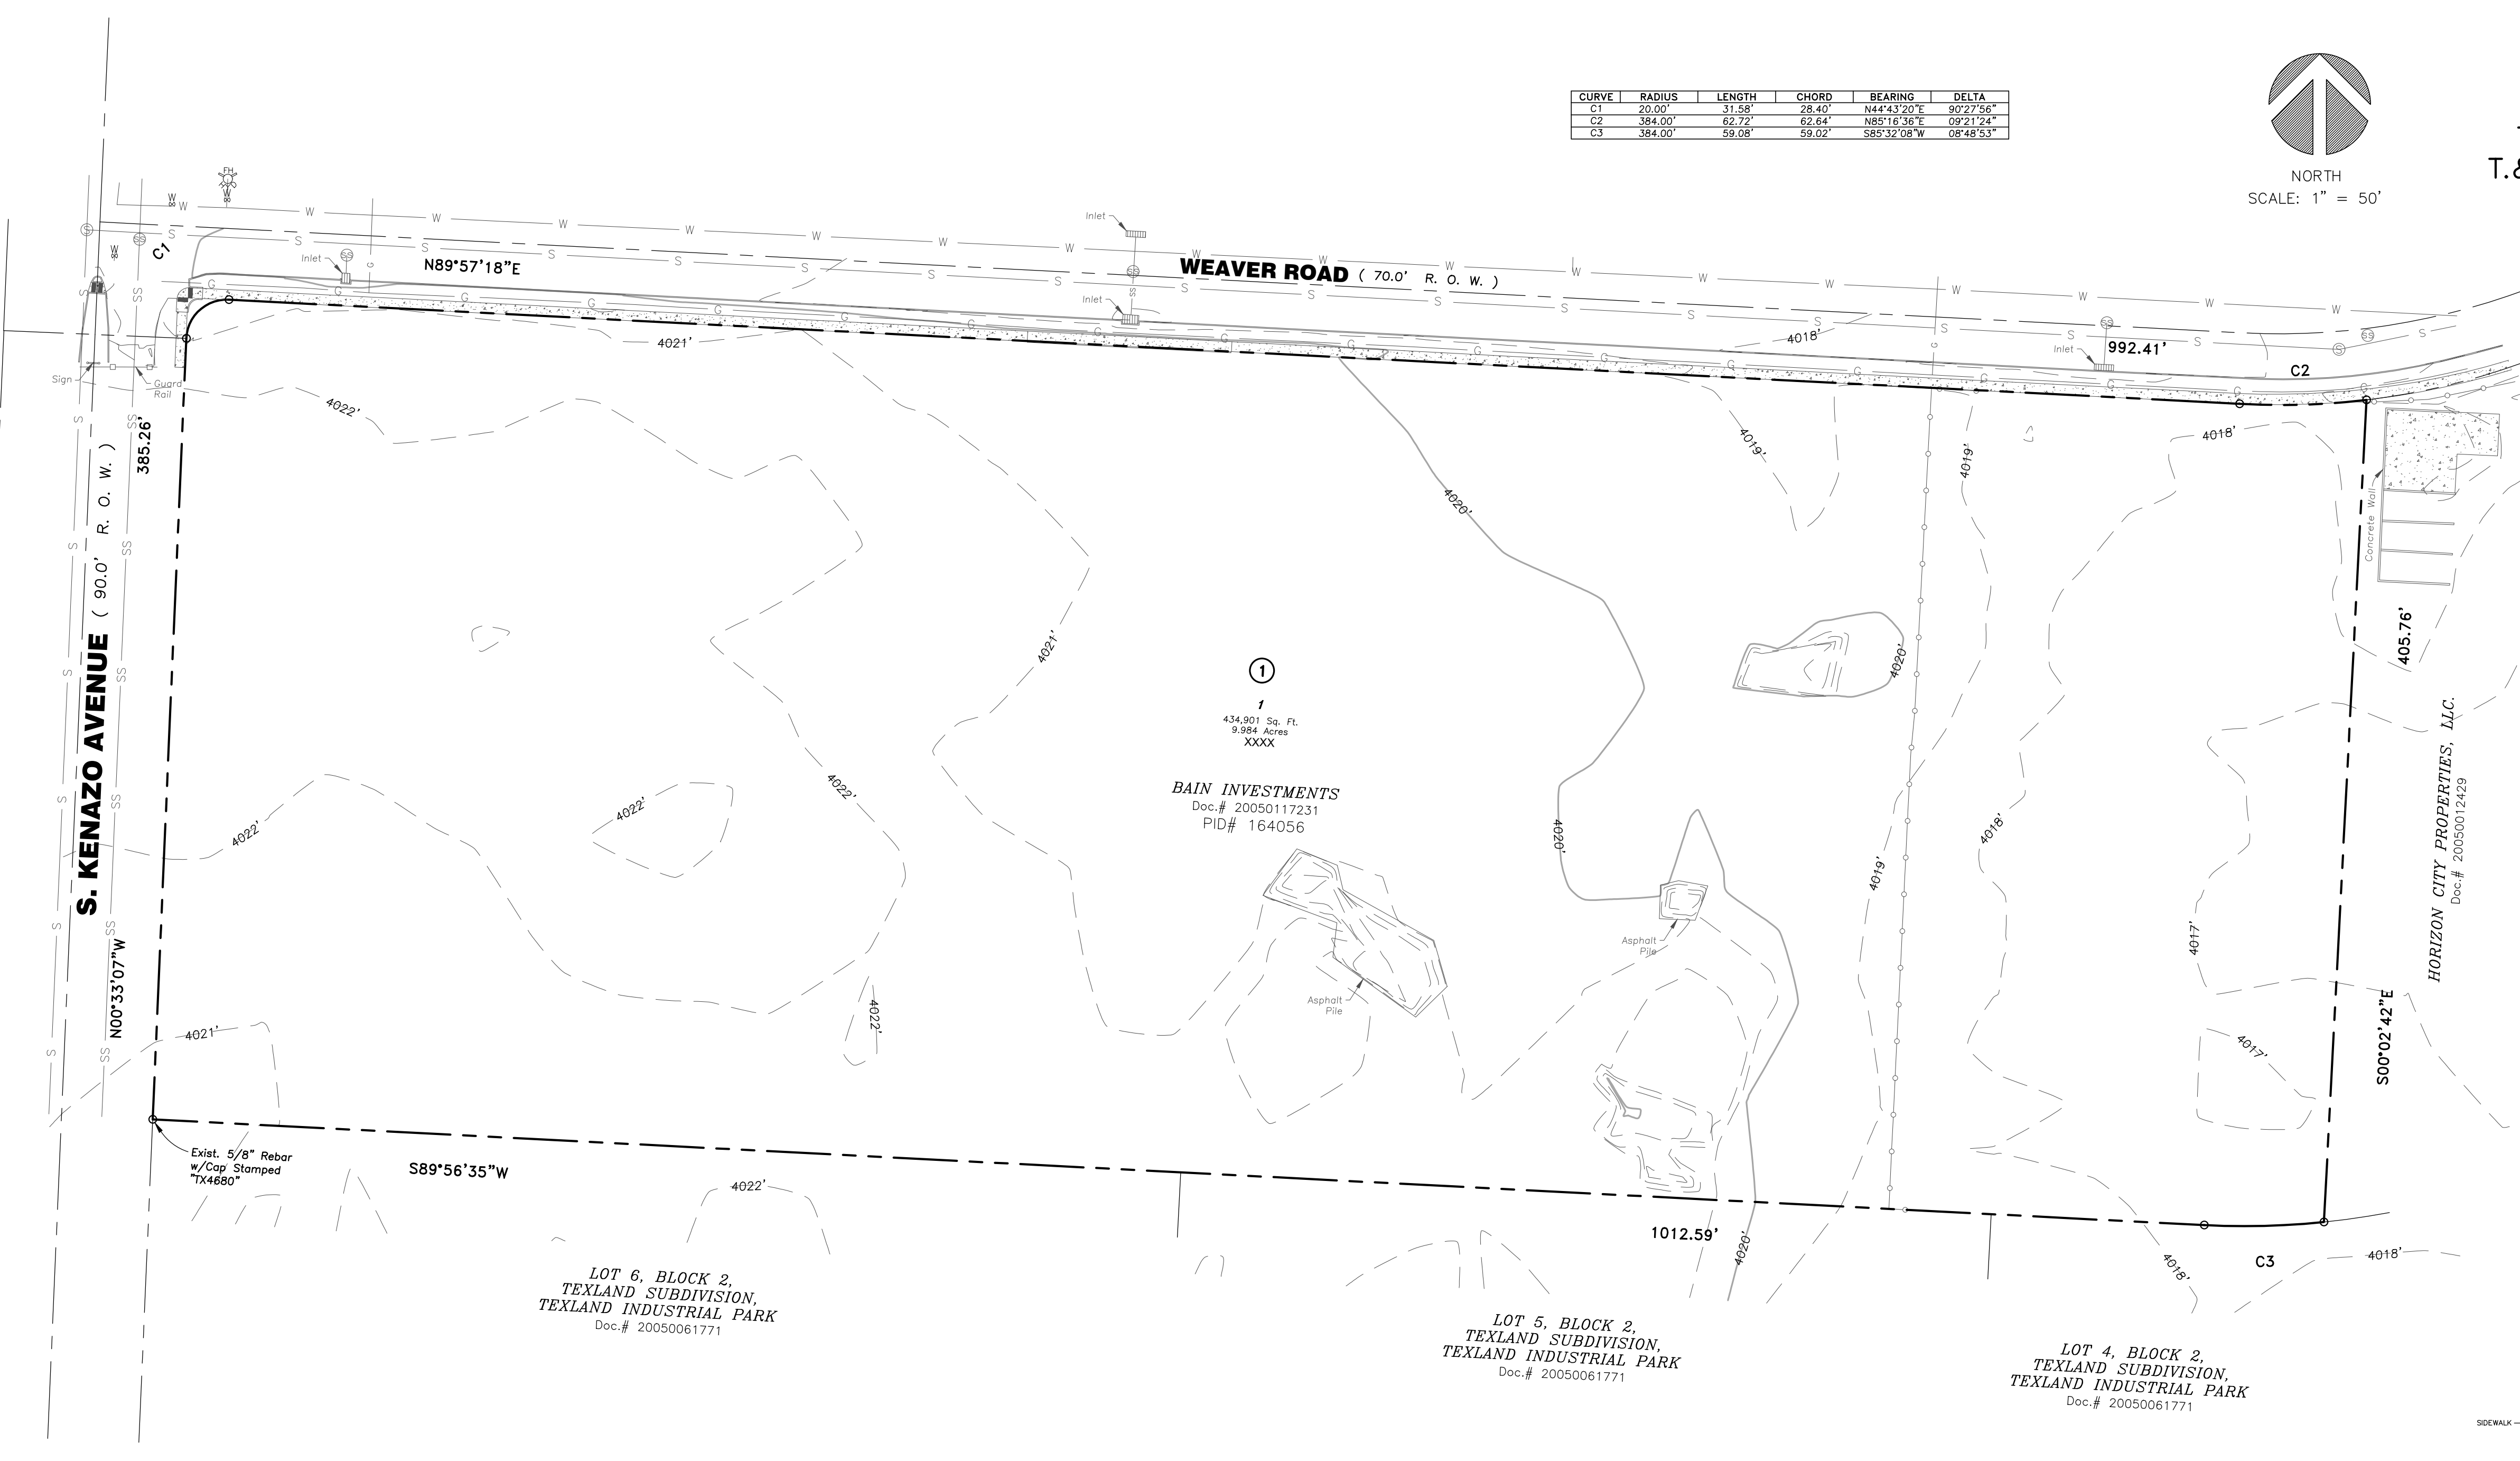 CURVE RADIUS LENGTH CHORD BEARING DELTA
C1 20.00' 31.58' 28.40' N44°43'20"E 90°27'56"
C2 384.00' 62.72' 62.64' N85°16'36"E 09°21'24"
C3 384.00' 59.08' 59.02' S85°32'08"W 08°48'53"
NORTH
SCALE: 1" = 50'
T.&
FH
W
C1
Inlet
N89°57'18"E
Inlet
WEAVER ROAD ( 70.0' R. O. W. )
Inlet
4021'
4018'
Inlet
992.41'
C2
Sign
Guard
Rail
4022'
385.26'
4019'
4019'
4018'
4020'
Concrete Wall
S. KENAZO AVENUE ( 90.0' R. O. W. )
4021'
4020'
405.76'
1
1
434,901 Sq. Ft.
9.984 Acres
XXXX
BAIN INVESTMENTS
Doc.# 20050117231
PID# 164056
4022'
4022'
4022'
4020'
4018'
4019'
HORIZON CITY PROPERTIES, LLC.
Doc.# 20050012429
4017'
Asphalt
Pile
Asphalt
Pile
N00°33'07"W
4021'
4022'
4017'
S00°02'42"E
Exist. 5/8" Rebar
w/Cap Stamped
"TX4680"
S89°56'35"W
4022'
1012.59'
4020'
4018'
C3
4018'
LOT 6, BLOCK 2,
TEXLAND SUBDIVISION,
TEXLAND INDUSTRIAL PARK
Doc.# 20050061771
LOT 5, BLOCK 2,
TEXLAND SUBDIVISION,
TEXLAND INDUSTRIAL PARK
Doc.# 20050061771
LOT 4, BLOCK 2,
TEXLAND SUBDIVISION,
TEXLAND INDUSTRIAL PARK
Doc.# 20050061771
SIDEWALK